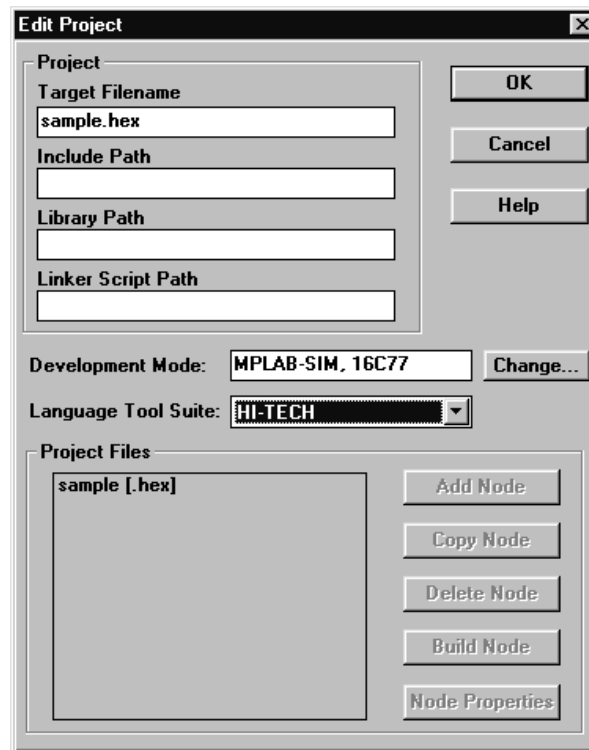 Edit Project
Project
Target Filename
sample.hex
Include Path
Library Path
Linker Script Path
OK
Cancel
Help
Development Mode: MPLAB-SIM, 16C77 Change...
Language Tool Suite: HI-TECH
Project Files
sample [.hex]
Add Node
Copy Node
Delete Node
Build Node
Node Properties